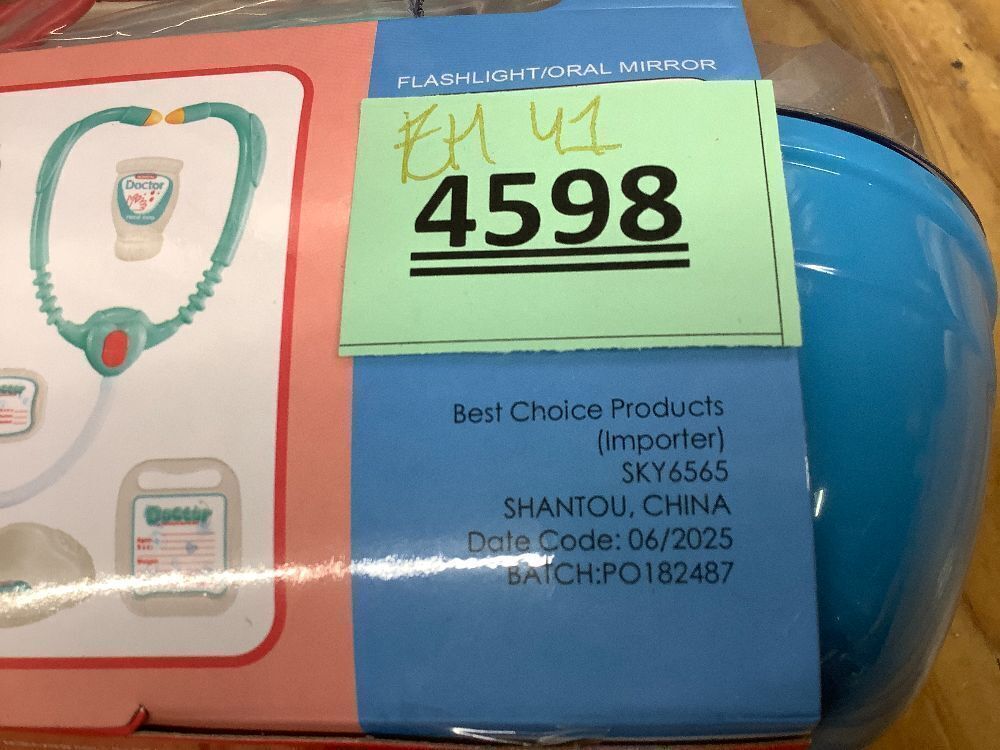 FLASHLIGHT/ORAL MIRROR
EH 41
4598
Doctor
Best Choice Products
(Importer)
SKY6565
SHANTOU, CHINA
Date Code: 06/2025
BATCH:PO182487
Doctor